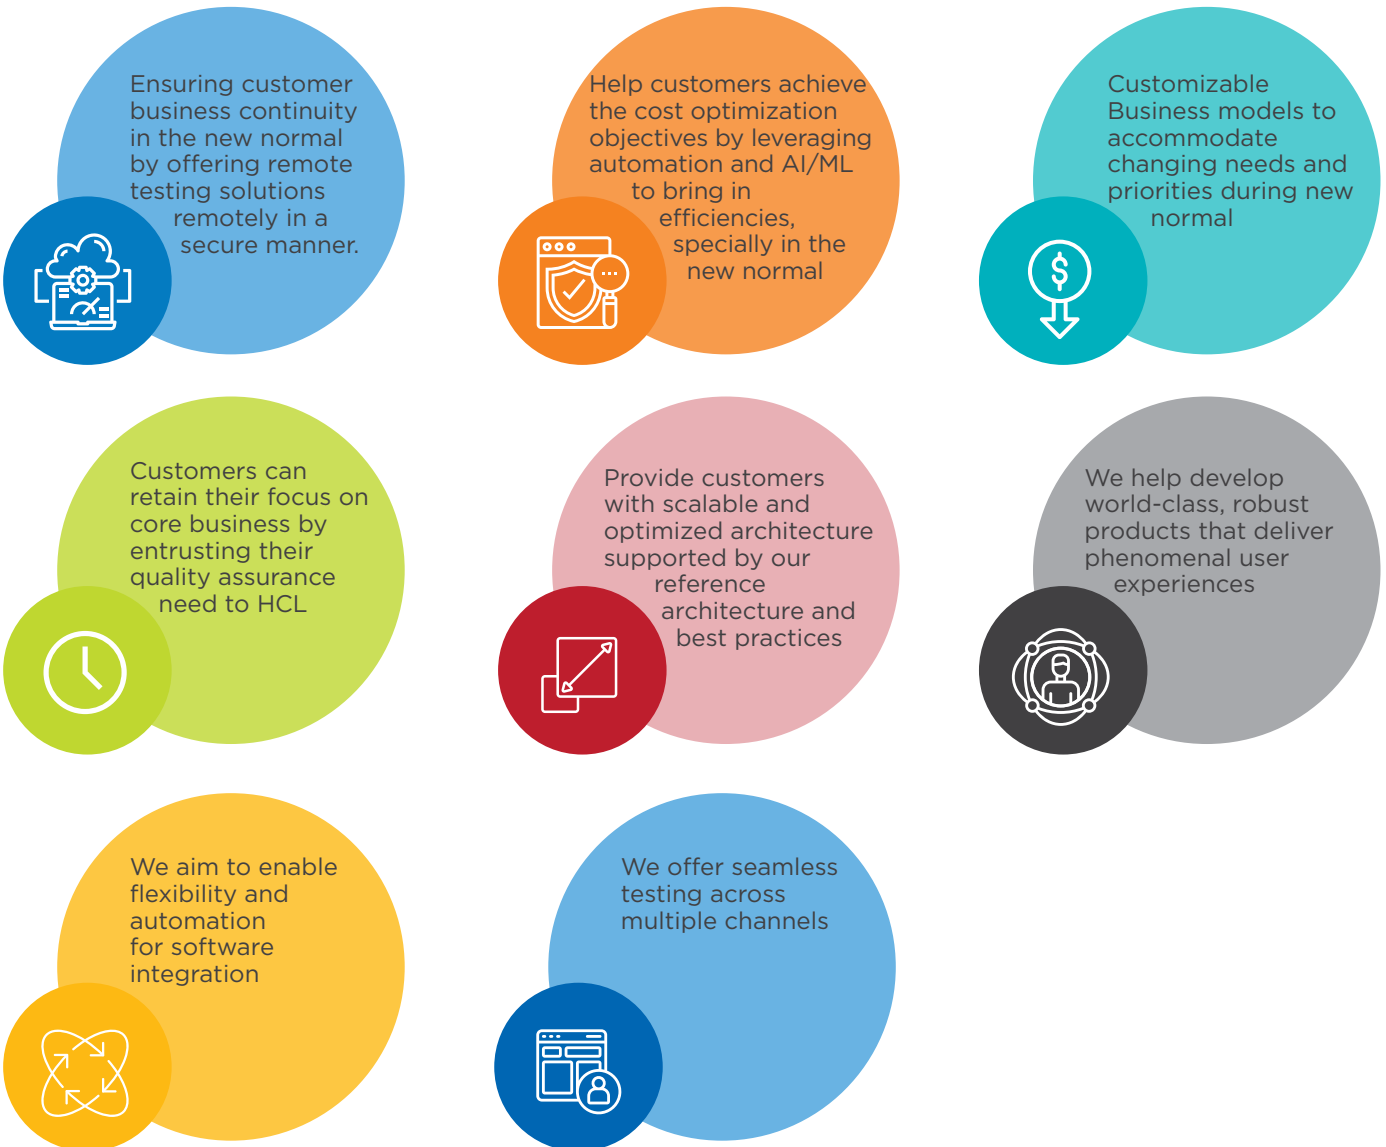 Ensuring customer
business continuity
in the new normal
by offering remote
testing solutions
remotely in a
secure manner.
Help customers achieve
the cost optimization
objectives by leveraging
automation and AI/ML
to bring in
efficiencies,
specially in the
new normal
Customizable
Business models to
accommodate
changing needs and
priorities during new
normal
Customers can
retain their focus on
core business by
entrusting their
quality assurance
need to HCL
Provide customers
with scalable and
optimized architecture
supported by our
reference
architecture and
best practices
We help develop
world-class, robust
products that deliver
phenomenal user
experiences
We aim to enable
flexibility and
automation
for software
integration
We offer seamless
testing across
multiple channels